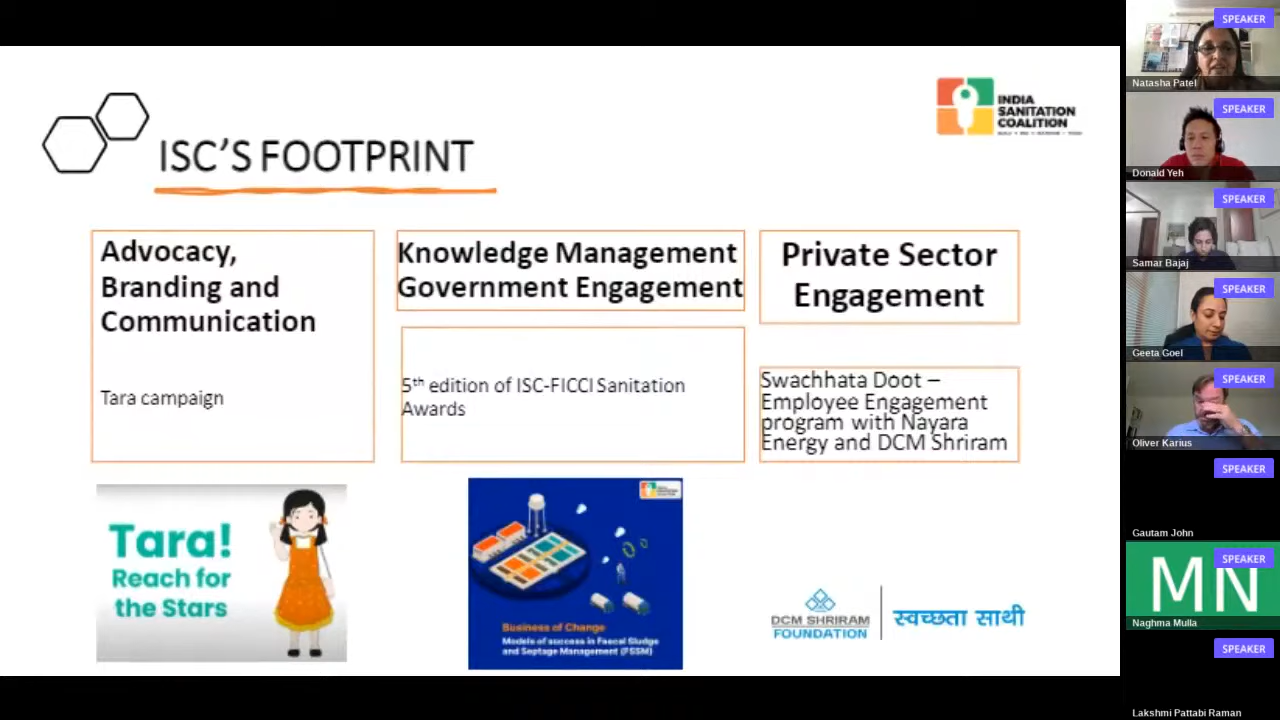 ISC'S FOOTPRINT
INDIA
SANITATION
COALITION
Advocacy,
Branding and
Communication
Tara campaign
Knowledge Management
Government Engagement
5th edition of ISC-FICCI Sanitation
Awards
Private Sector
Engagement
Swachhata Doot –
Employee Engagement
program with Nayara
Energy and DCM Shriram
Tara!
Reach for
the Stars
Business of Change
Models of success in Faecal Sludge
and Septage Management (FSSM)
DCM SHRIRAM
FOUNDATION
स्वच्छता साथी
SPEAKER
Natasha Patel
SPEAKER
Donald Yeh
SPEAKER
Samar Bajaj
SPEAKER
Geeta Goel
SPEAKER
Oliver Karius
SPEAKER
Gautam John
SPEAKER
MN
Naghma Mulla
SPEAKER
Lakshmi Pattabi Raman